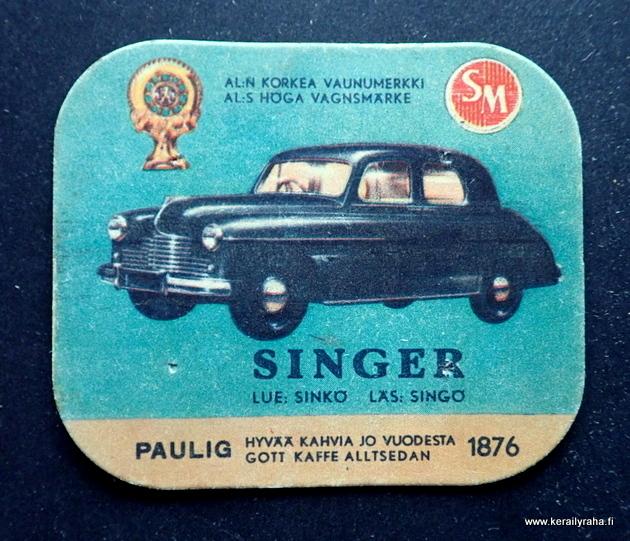 AL:N KORKEA VAUNUMERKKI
AL:S HÖGA VAGNSMÄRKE
SM
SINGER
LUE: SINKÖ LÄS: SINGÖ
PAULIG
HYVÄÄ KAHVIA JO VUODESTA
GOTT KAFFE ALLTSEDAN
1876
www.kerailyraha.fi